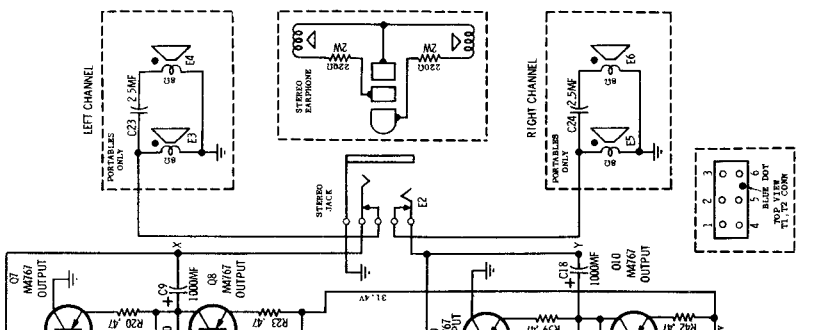 LEFT CHANNEL
E4
8Ω
C23 2.5MF
E3
8Ω
PORTABLES
ONLY
STEREO
EARPHONE
2W
220Ω
2W
220Ω
RIGHT CHANNEL
E6
8Ω
C24 2.5MF
E5
8Ω
PORTABLES
ONLY
STEREO
JACK
E2
3 6
2 5
1 4
BLUE DOT
TOP VIEW
T1, T2 CONN
X
Y
Q7
M4767
OUTPUT
C9
1000MF
+
Q8
M4767
OUTPUT
R20 .47
R23 .47
31.4V
C18
1000MF
+
Q10
M4767
OUTPUT
R39 .47
R42 .47